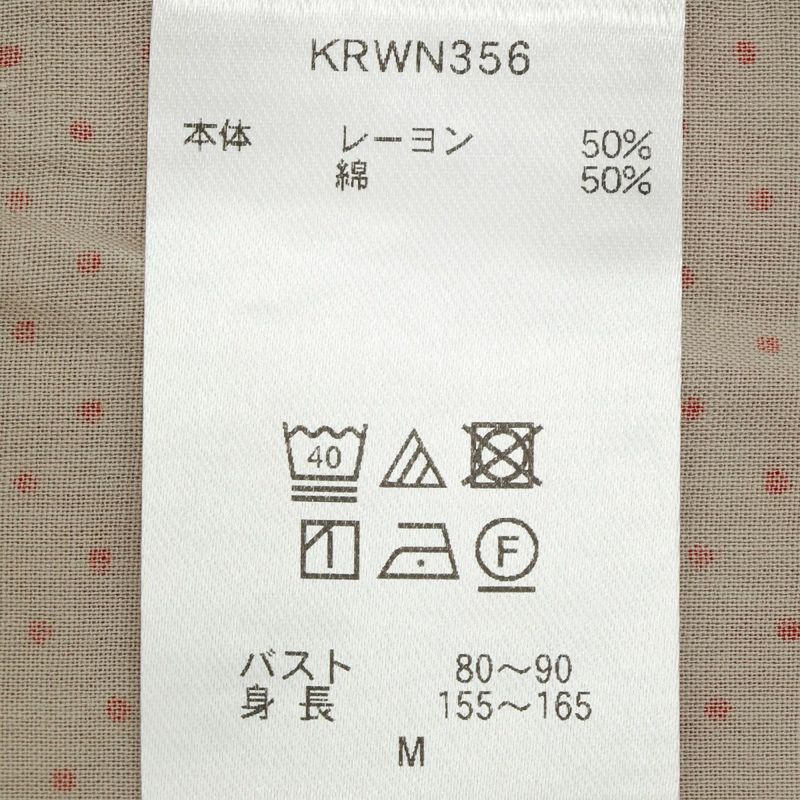 KRWN356
本体 レーヨン 50%
綿 50%
40
F
バスト 80～90
身長 155～165
M